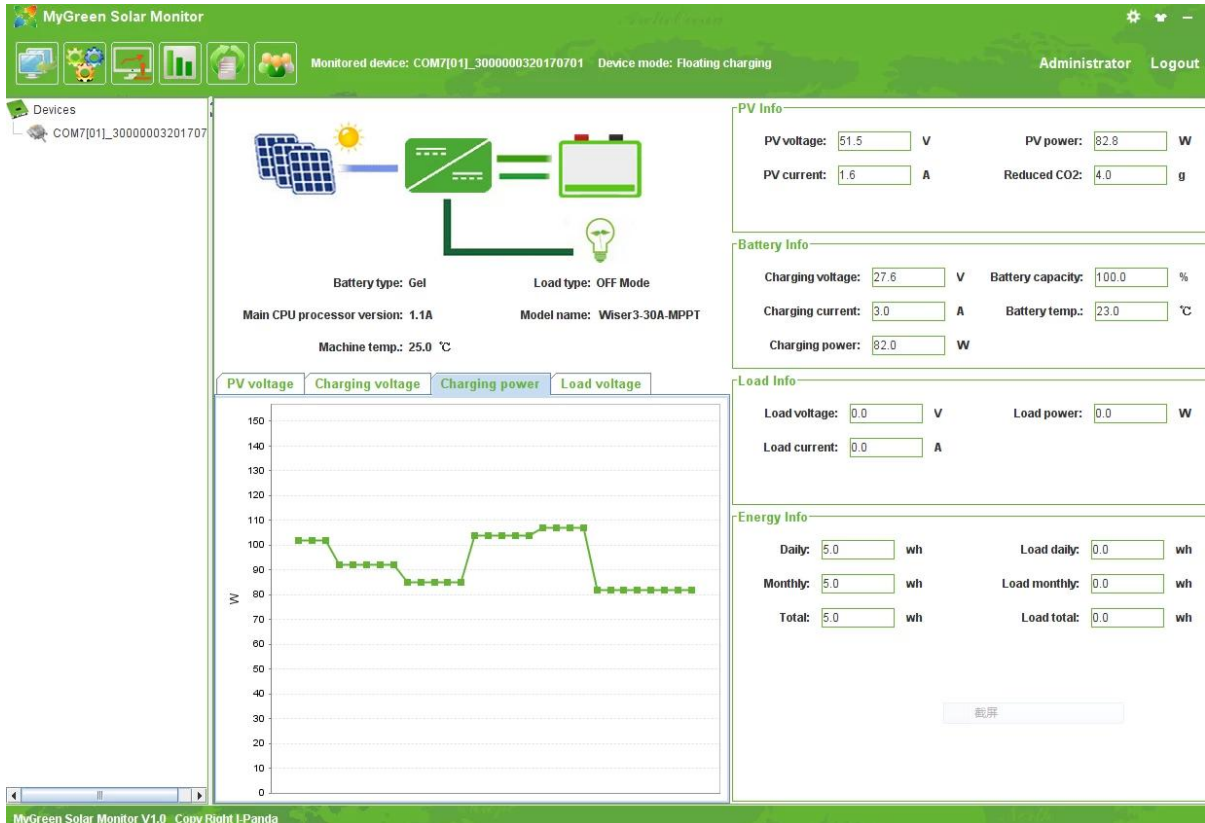 MyGreen Solar Monitor
Monitored device: COM7[01]_3000000320170701 Device mode: Floating charging
Administrator Logout
Devices
COM7[01]_30000003201707
Battery type: Gel Load type: OFF Mode
Main CPU processor version: 1.1A Model name: Wiser3-30A-MPPT
Machine temp.: 25.0 ℃
PV voltage Charging voltage Charging power Load voltage
W
150
140
130
120
110
100
90
80
70
60
50
40
30
20
10
0
PV Info
PV voltage: 51.5 V PV power: 82.8 W
PV current: 1.6 A Reduced CO2: 4.0 g
Battery Info
Charging voltage: 27.6 V Battery capacity: 100.0 %
Charging current: 3.0 A Battery temp.: 23.0 ℃
Charging power: 82.0 W
Load Info
Load voltage: 0.0 V Load power: 0.0 W
Load current: 0.0 A
Energy Info
Daily: 5.0 wh Load daily: 0.0 wh
Monthly: 5.0 wh Load monthly: 0.0 wh
Total: 5.0 wh Load total: 0.0 wh
截屏
MyGreen Solar Monitor V1.0 Copy Right I-Panda